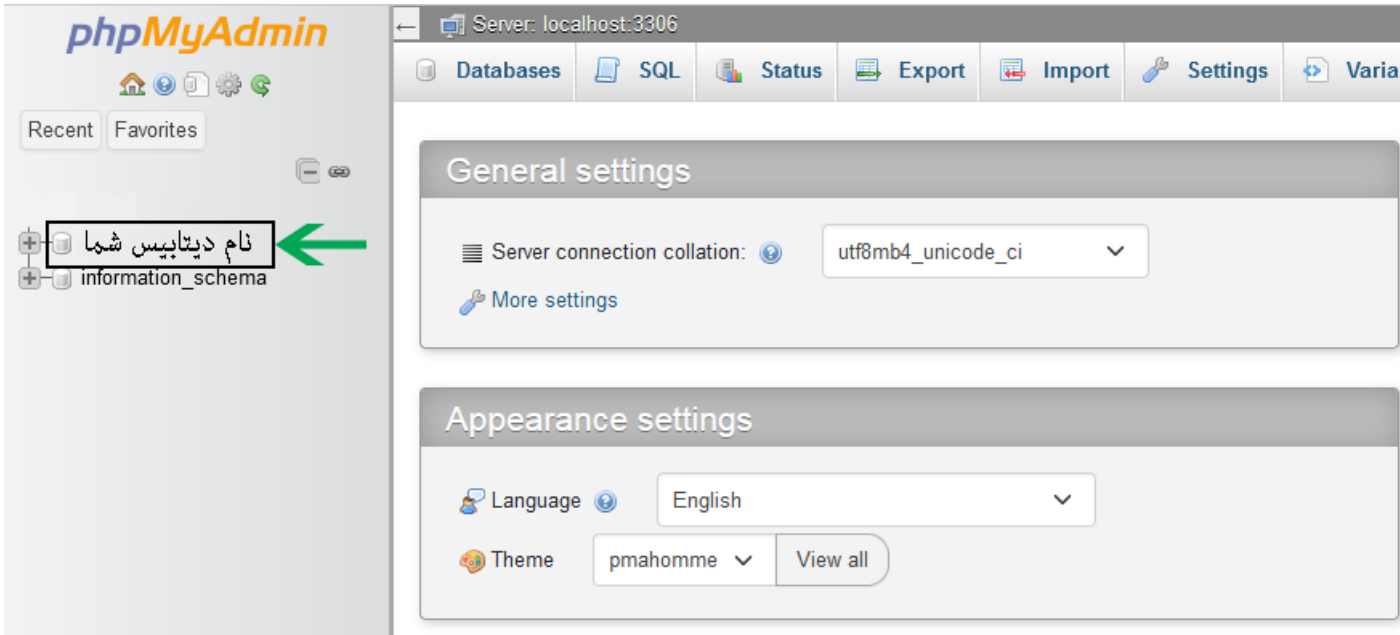 phpMyAdmin
Recent Favorites
نام دیتابیس شما
information_schema
Server: localhost:3306
Databases SQL Status Export Import Settings Varia
General settings
Server connection collation: utf8mb4_unicode_ci
More settings
Appearance settings
Language English
Theme pmahomme View all